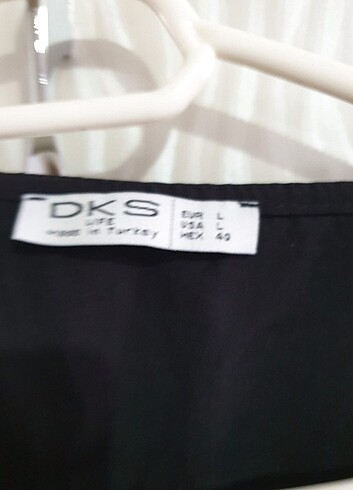 DKS
LIFE
made in Turkey
EUR L
USA L
MEX 40